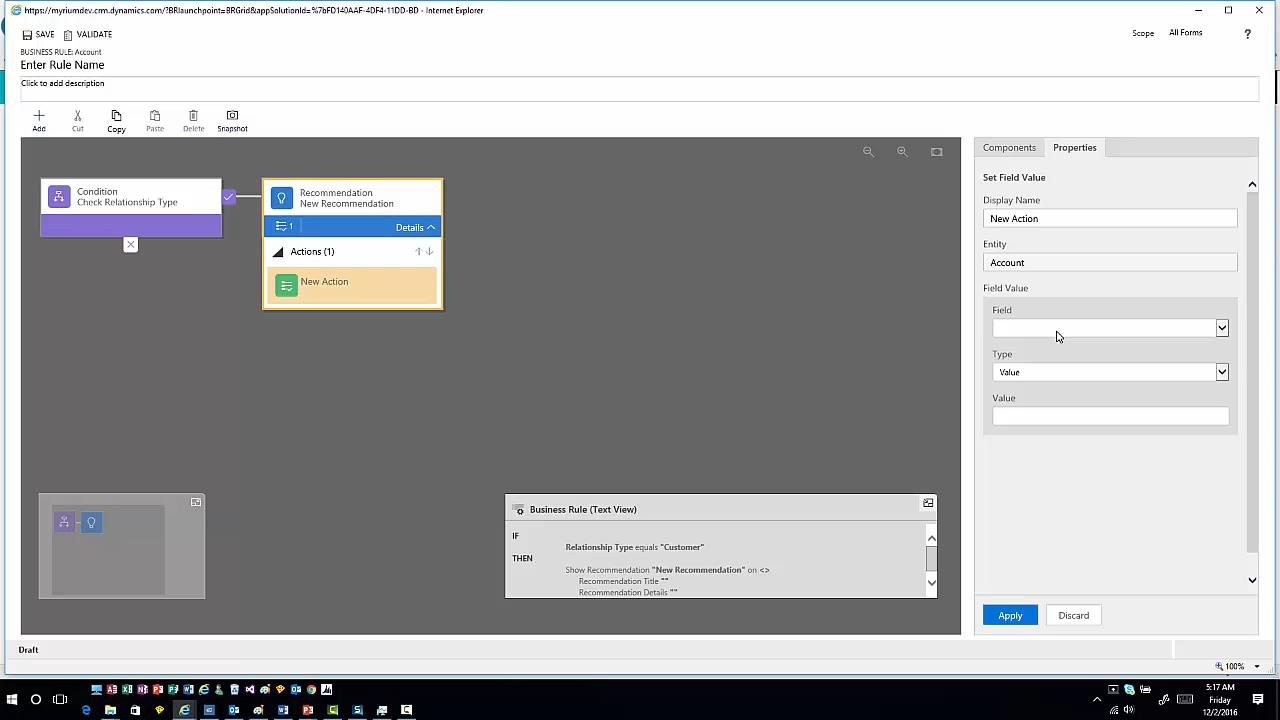 https://myriumdev.crm.dynamics.com/?BRlaunchpoint=BRGrid&appSolutionId=%7bFD140AAF-4DF4-11DD-BD - Internet Explorer
SAVE VALIDATE
Scope All Forms ?
BUSINESS RULE: Account
Enter Rule Name
Click to add description
Add Cut Copy Paste Delete Snapshot
Components Properties
Condition
Check Relationship Type
Recommendation
New Recommendation
1 Details
Actions (1)
New Action
Set Field Value
Display Name
New Action
Entity
Account
Field Value
Field
Type
Value
Value
Business Rule (Text View)
IF
Relationship Type equals "Customer"
THEN
Show Recommendation "New Recommendation" on <>
Recommendation Title ""
Recommendation Details ""
Apply Discard
Draft
100%
5:17 AM
Friday
12/2/2016